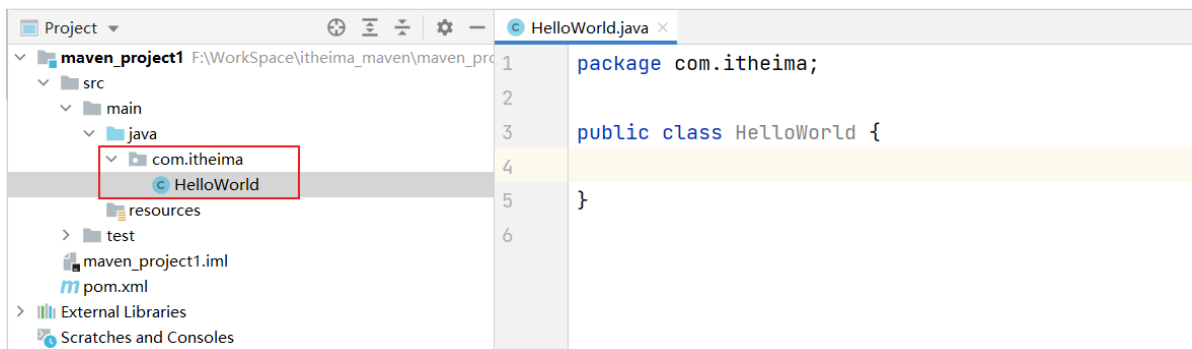 Project
HelloWorld.java
maven_project1 F:\WorkSpace\itheima_maven\maven_pro
src
main
java
com.itheima
HelloWorld
resources
test
maven_project1.iml
pom.xml
External Libraries
Scratches and Consoles
1 package com.itheima;
2
3 public class HelloWorld {
4
5 }
6